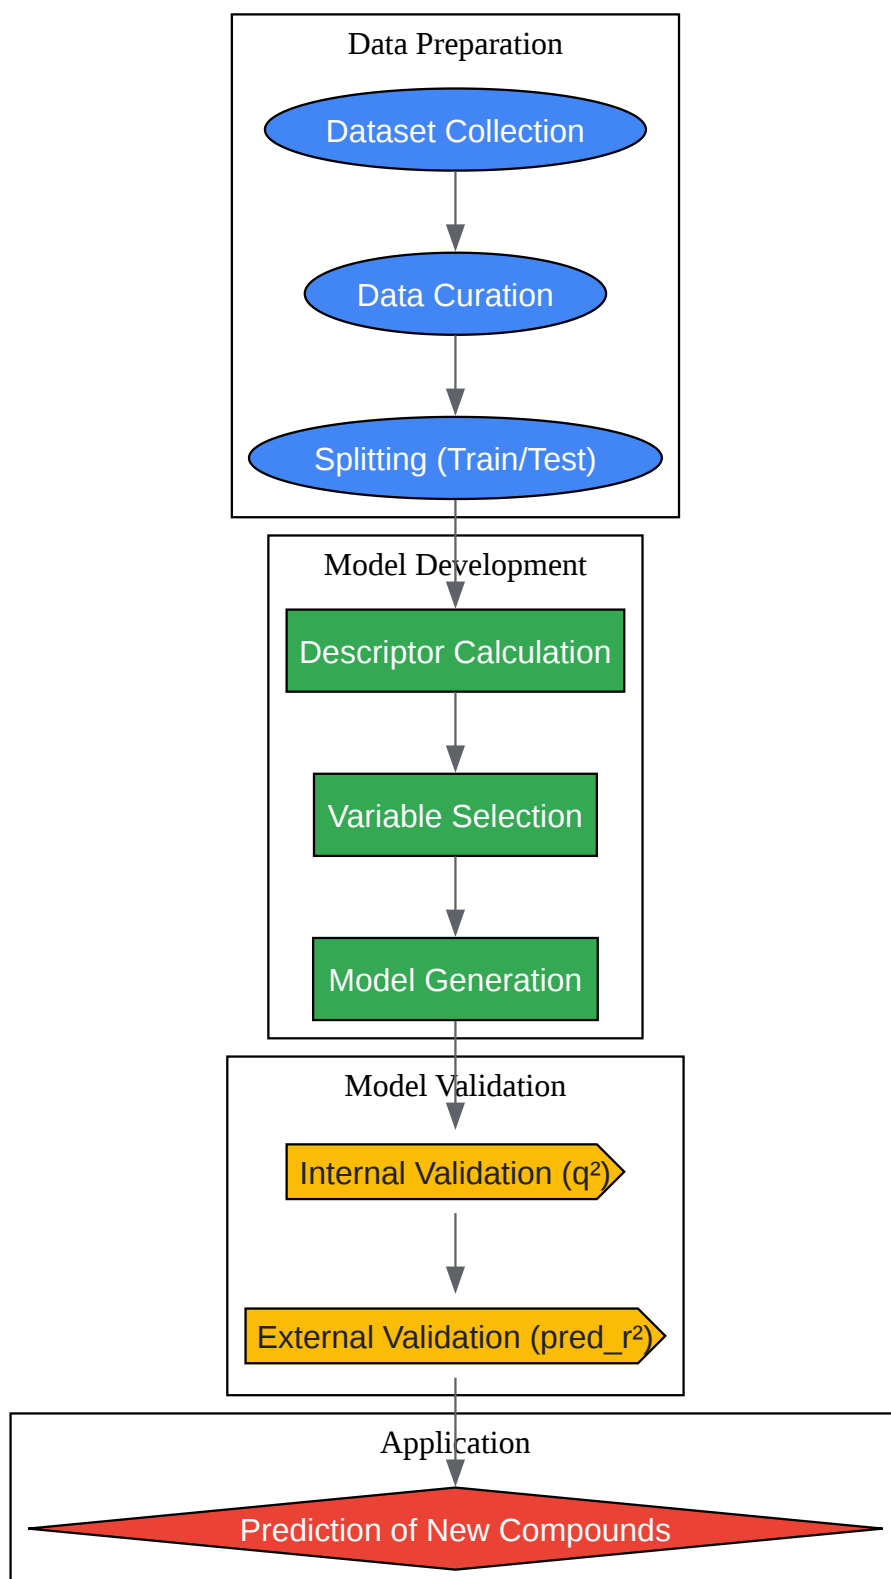 Data Preparation
Dataset Collection
Data Curation
Splitting (Train/Test)
Model Development
Descriptor Calculation
Variable Selection
Model Generation
Model Validation
Internal Validation (q²)
External Validation (pred_r²)
Application
Prediction of New Compounds